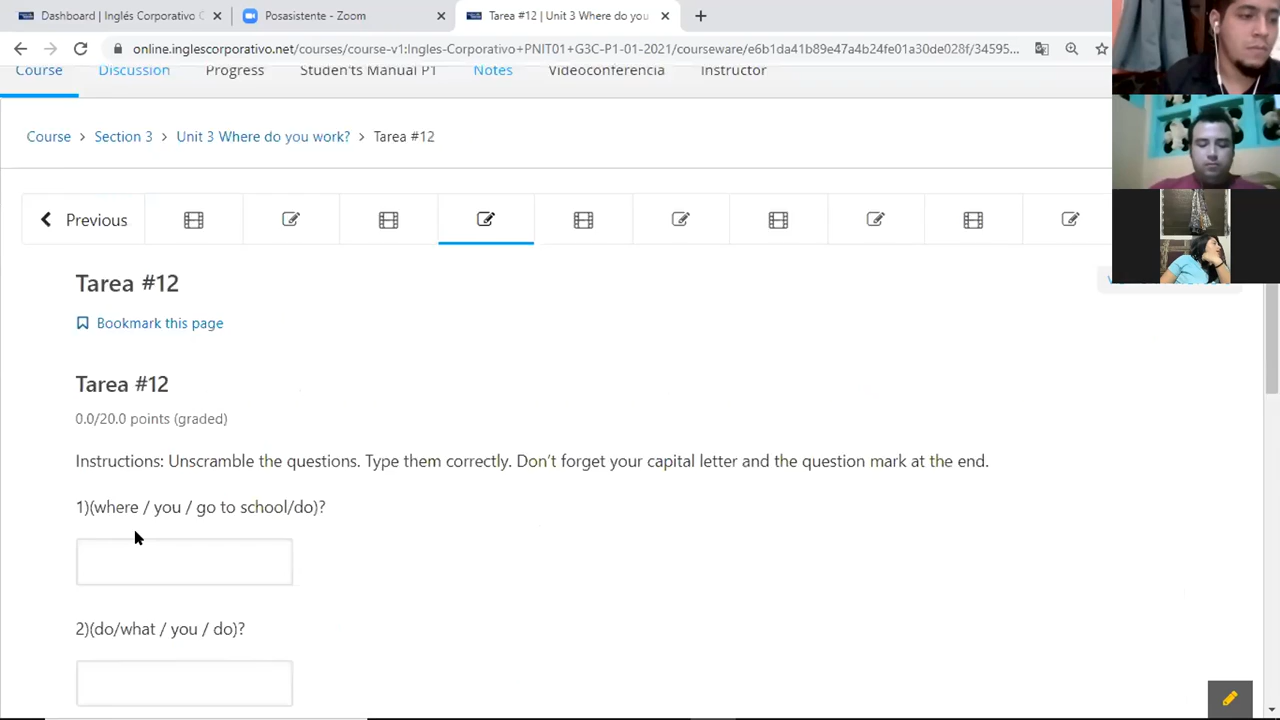 Dashboard | Inglés Corporativo
Posasistente - Zoom
Tarea #12 | Unit 3 Where do you
online.inglescorporativo.net/courses/course-v1:Ingles-Corporativo+PNIT01+G3C-P1-01-2021/courseware/e6b1da41b89e47a4b24fe01a30de028f/34595...
Course Discussion Progress Studen'ts Manual P1 Notes Videoconferencia Instructor
Course > Section 3 > Unit 3 Where do you work? > Tarea #12
Previous
Tarea #12
Bookmark this page
Tarea #12
0.0/20.0 points (graded)
Instructions: Unscramble the questions. Type them correctly. Don't forget your capital letter and the question mark at the end.
1)(where / you / go to school/do)?
2)(do/what / you / do)?